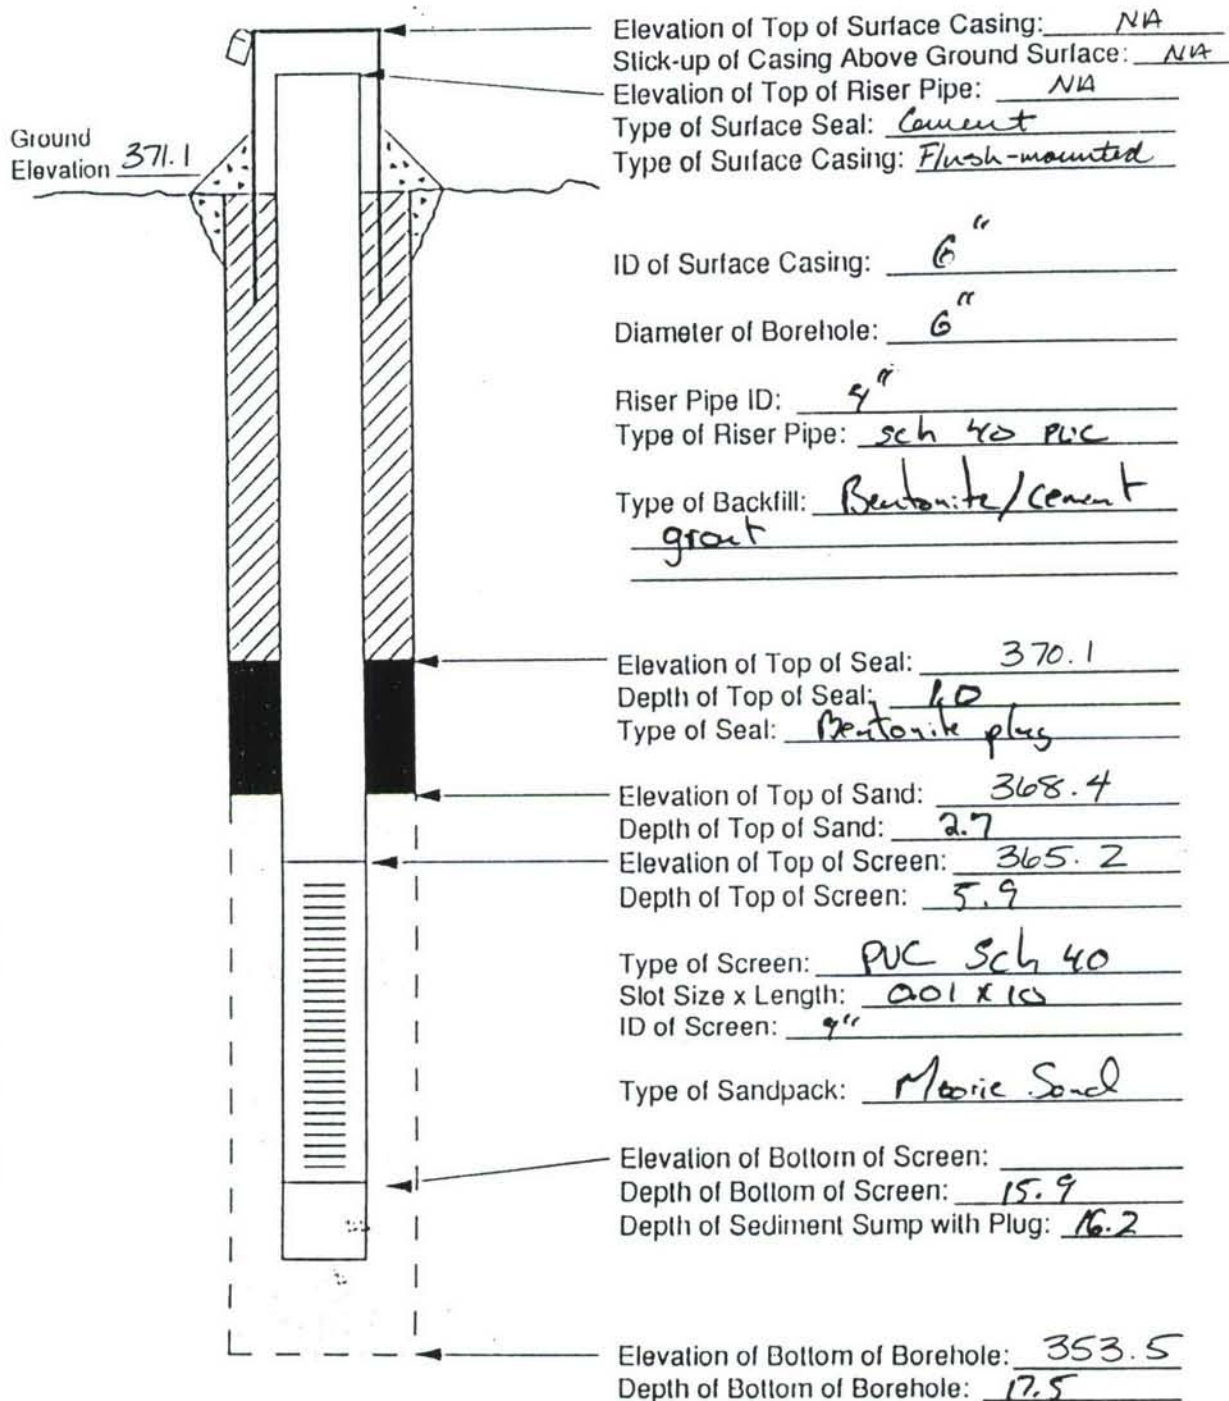 Elevation of Top of Surface Casing: NA
Stick-up of Casing Above Ground Surface: NA
Elevation of Top of Riser Pipe: NA
Type of Surface Seal: Cement
Type of Surface Casing: Flush-mounted
Ground
Elevation 371.1
ID of Surface Casing: 6"
Diameter of Borehole: 6"
Riser Pipe ID: 4"
Type of Riser Pipe: sch 40 PVC
Type of Backfill: Bentonite/cement
grout
Elevation of Top of Seal: 370.1
Depth of Top of Seal: 1.0
Type of Seal: Bentonite plug
Elevation of Top of Sand: 368.4
Depth of Top of Sand: 2.7
Elevation of Top of Screen: 365.2
Depth of Top of Screen: 5.9
Type of Screen: PVC Sch 40
Slot Size x Length: 0.01 x 10
ID of Screen: 4"
Type of Sandpack: Morie Sand
Elevation of Bottom of Screen:
Depth of Bottom of Screen: 15.9
Depth of Sediment Sump with Plug: 16.2
Elevation of Bottom of Borehole: 353.5
Depth of Bottom of Borehole: 17.5